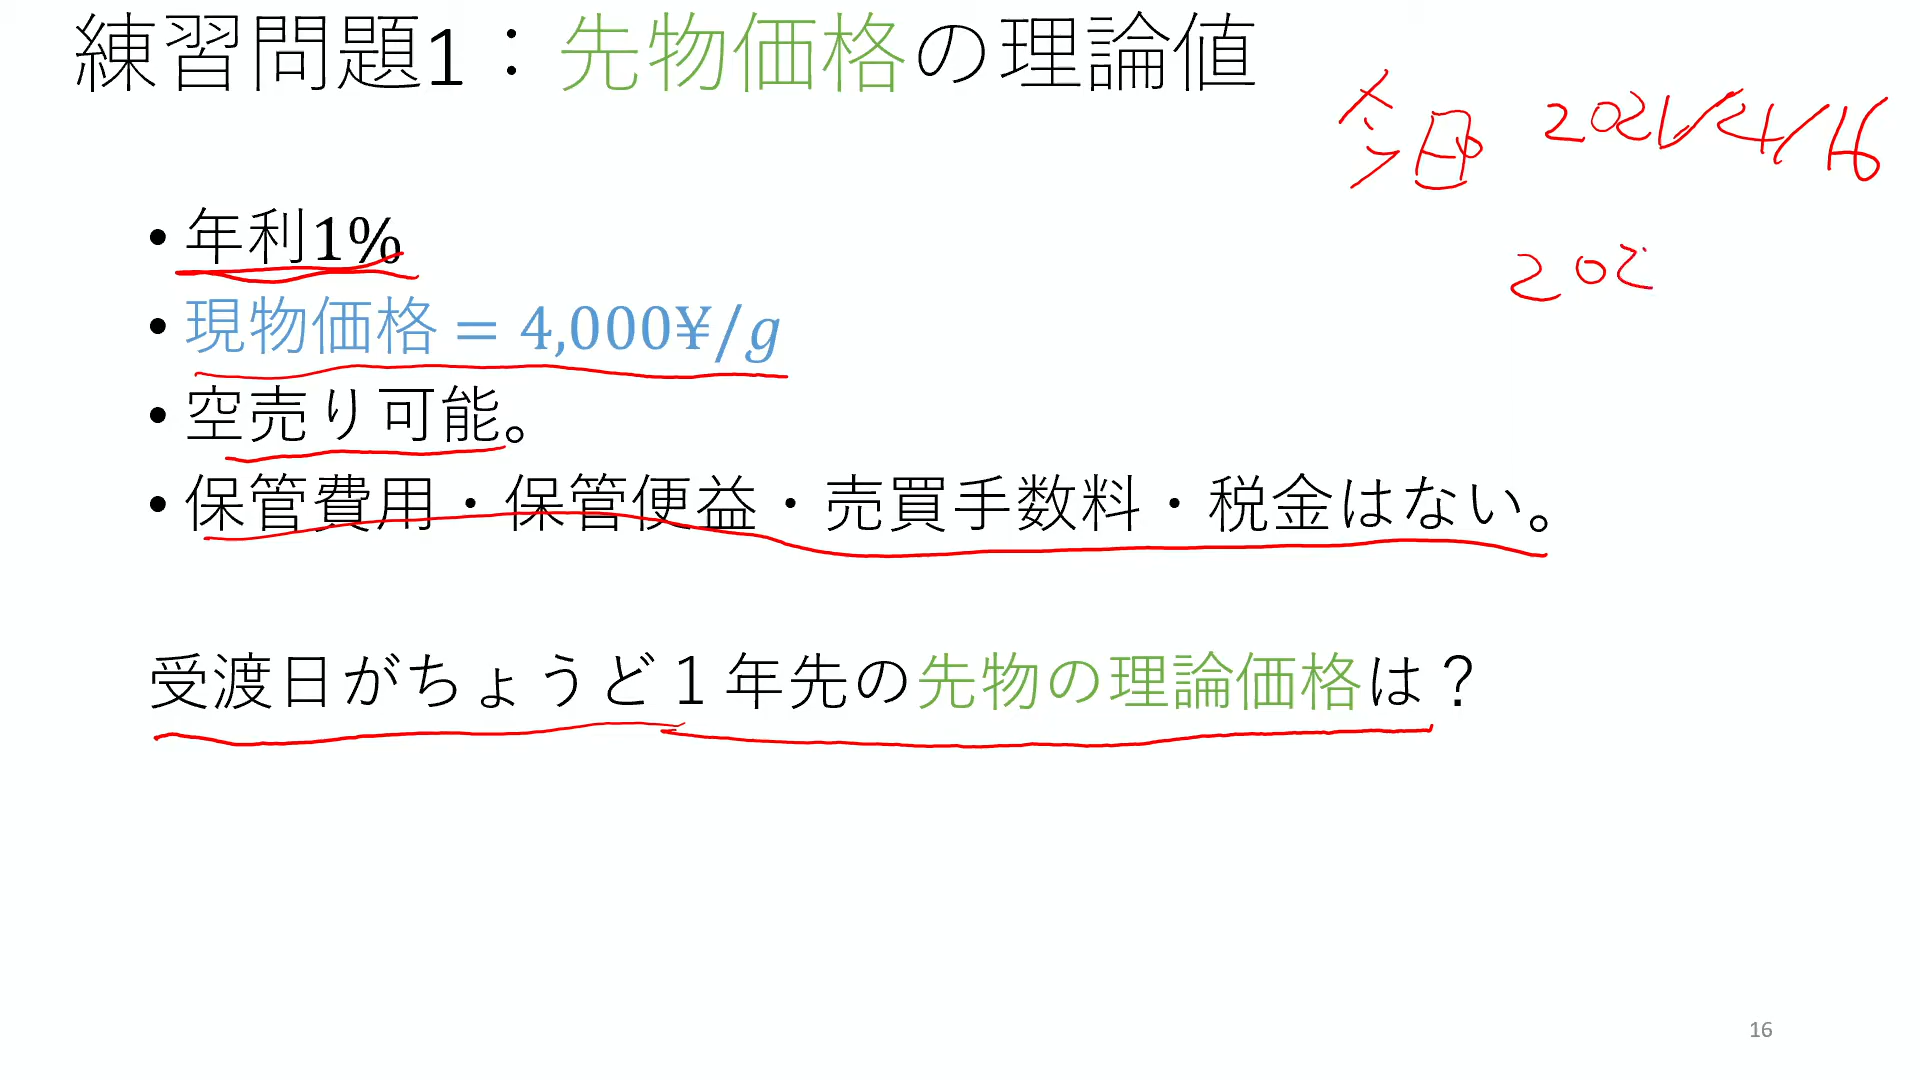 練習問題1：先物価格の理論値
今日 2021/4/16
202
• 年利1%
• 現物価格 = 4,000¥/g
• 空売り可能。
• 保管費用・保管便益・売買手数料・税金はない。
受渡日がちょうど１年先の先物の理論価格は？
16